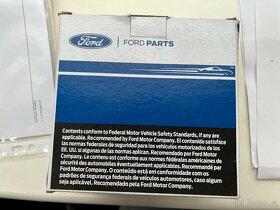 Ford
FORD PARTS
Contents conform to Federal Motor Vehicle Safety Standards, if any are
applicable. Recommended by Ford Motor Company. El contenido satisface
las normas federales de seguridad para los vehículos motorizados de los
EE. UU. si algunas de las normas aplican. Recomendado por Ford Motor
Company. Contenu conforme aux normes fédérales américaines de
sécurité des automobiles éventuellement applicables. Recommandé par
Ford Motor Company. O conteúdo está em conformidade com os
padrões de segurança federais de veículos automotores, caso algum
seja aplicável. Recomendado pela Ford Motor Company.